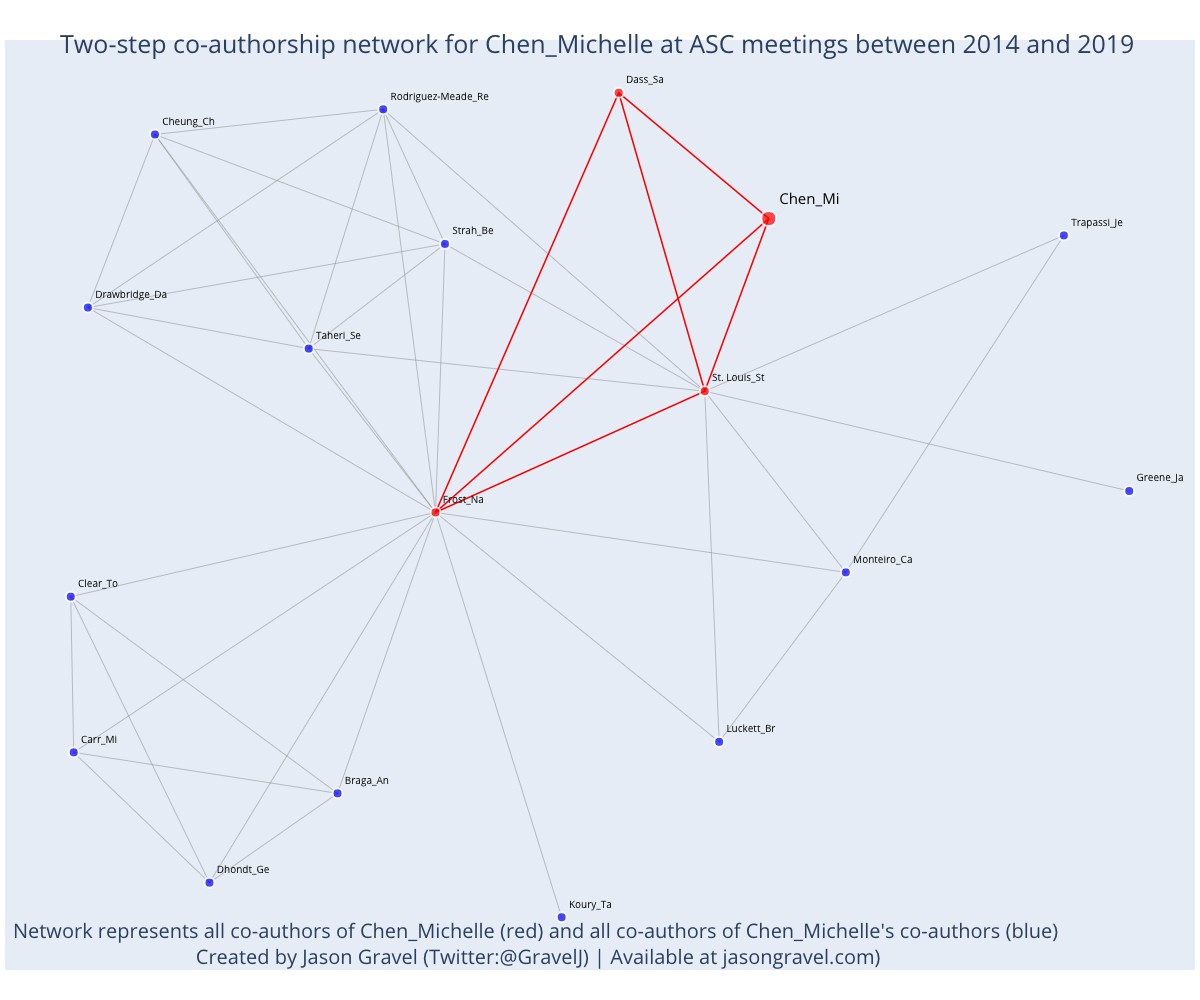 Two-step co-authorship network for Chen_Michelle at ASC meetings between 2014 and 2019
Dass_Sa
Rodriguez-Meade_Re
Cheung_Ch
Chen_Mi
Trapassi_Je
Strah_Be
Drawbridge_Da
Taheri_Se
St. Louis_St
Greene_Ja
Frost_Na
Monteiro_Ca
Clear_To
Luckett_Br
Carr_Mi
Braga_An
Dhondt_Ge
Koury_Ta
Network represents all co-authors of Chen_Michelle (red) and all co-authors of Chen_Michelle's co-authors (blue)
Created by Jason Gravel (Twitter:@GravelJ) | Available at jasongravel.com)